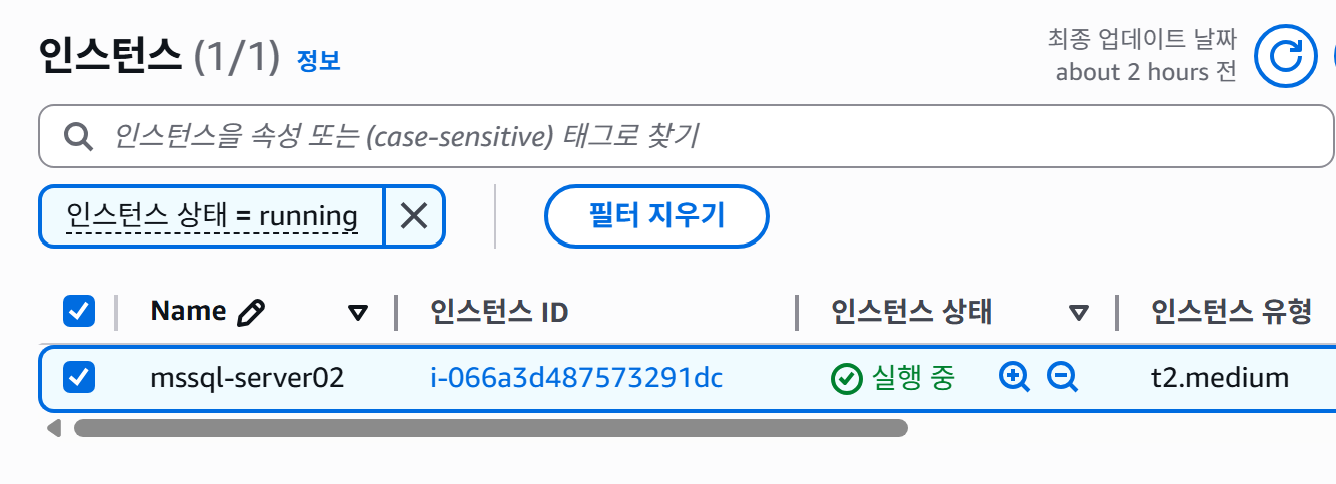 인스턴스 (1/1) 정보
최종 업데이트 날짜
about 2 hours 전
인스턴스을 속성 또는 (case-sensitive) 태그로 찾기
인스턴스 상태 = running
필터 지우기
Name 인스턴스 ID 인스턴스 상태 인스턴스 유형
mssql-server02 i-066a3d487573291dc 실행 중 t2.medium